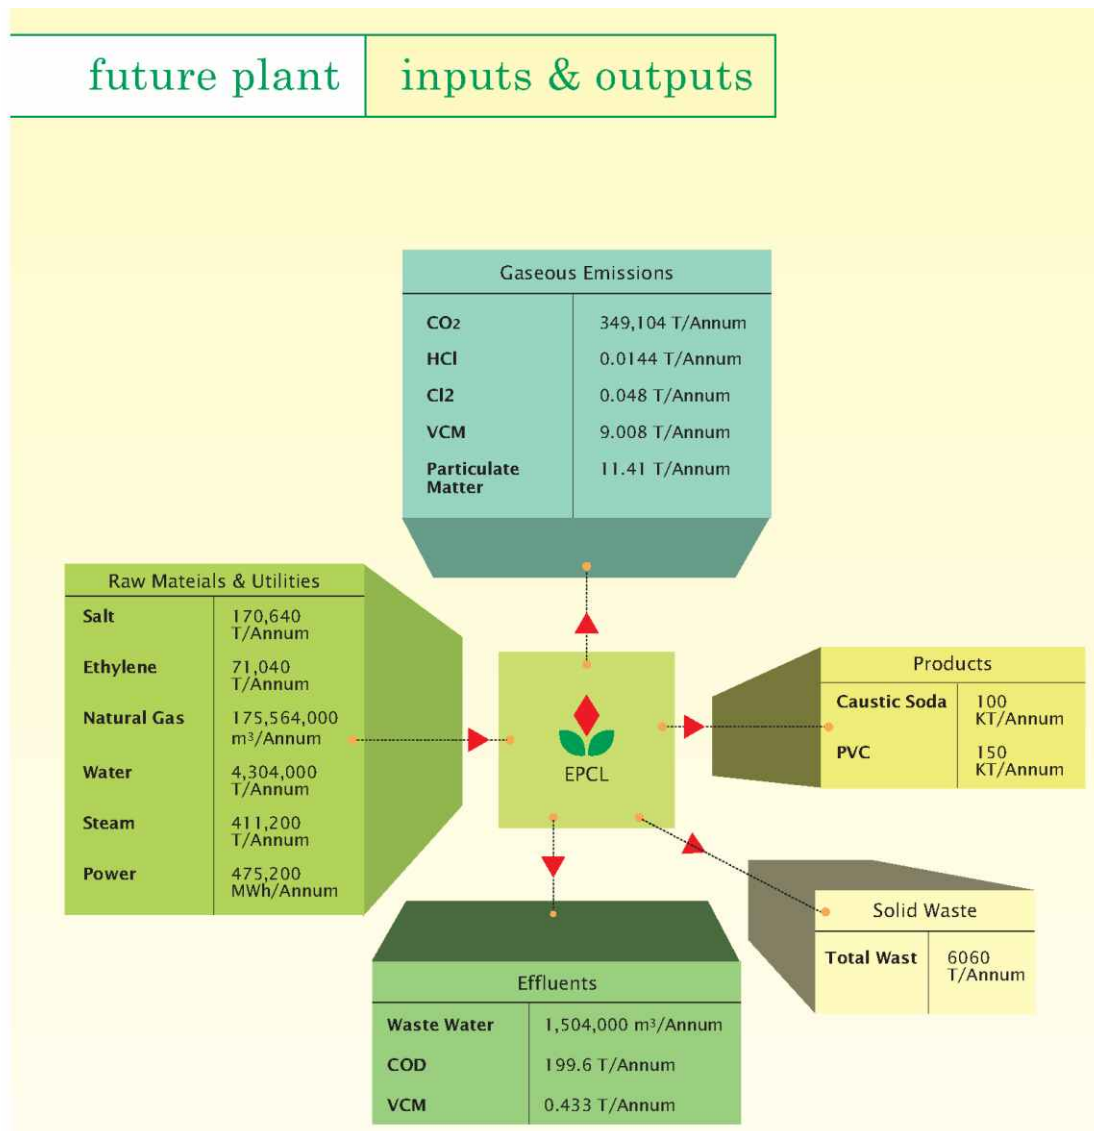 future plant
inputs & outputs
Gaseous Emissions
CO2 349,104 T/Annum
HCl 0.0144 T/Annum
Cl2 0.048 T/Annum
VCM 9.008 T/Annum
Particulate 11.41 T/Annum
Matter
Raw Mateials & Utilities
Salt 170,640
T/Annum
Ethylene 71,040
T/Annum
Natural Gas 175,564,000
m³/Annum
Water 4,304,000
T/Annum
Steam 411,200
T/Annum
Power 475,200
MWh/Annum
EPCL
Products
Caustic Soda 100
KT/Annum
PVC 150
KT/Annum
Solid Waste
Total Wast 6060
T/Annum
Effluents
Waste Water 1,504,000 m³/Annum
COD 199.6 T/Annum
VCM 0.433 T/Annum